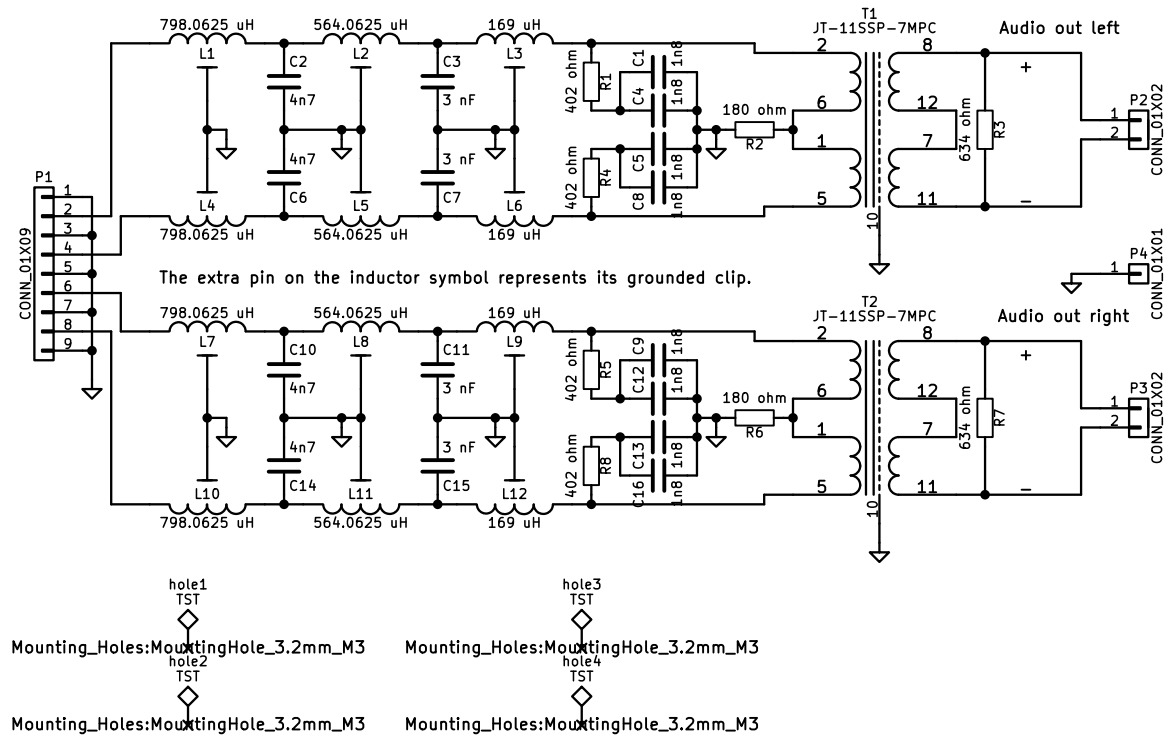 T1
JT-11SSP-7MPC
798.0625 uH
564.0625 uH
169 uH
Audio out left
L1
C2
4n7
L2
C3
3 nF
L3
402 ohm
R1
C1
1n8
C4
1n8
180 ohm
R2
2
6
1
5
10
8
12
7
11
634 ohm
R3
+
−
P2
1
2
CONN_01X02
4n7
C6
3 nF
C7
402 ohm
R4
C5
1n8
C8
1n8
L4
L5
L6
798.0625 uH
564.0625 uH
169 uH
P1
CONN_01X09
1
2
3
4
5
6
7
8
9
The extra pin on the inductor symbol represents its grounded clip.
P4
1
CONN_01X01
T2
JT-11SSP-7MPC
798.0625 uH
564.0625 uH
169 uH
Audio out right
L7
C10
4n7
L8
C11
3 nF
L9
402 ohm
R5
C9
1n8
C12
1n8
180 ohm
R6
2
6
1
5
10
8
12
7
11
634 ohm
R7
+
−
P3
1
2
CONN_01X02
4n7
C14
3 nF
C15
402 ohm
R8
C13
1n8
C16
1n8
L10
L11
L12
798.0625 uH
564.0625 uH
169 uH
hole1
TST
Mounting_Holes:MountingHole_3.2mm_M3
hole3
TST
Mounting_Holes:MountingHole_3.2mm_M3
hole2
TST
Mounting_Holes:MountingHole_3.2mm_M3
hole4
TST
Mounting_Holes:MountingHole_3.2mm_M3